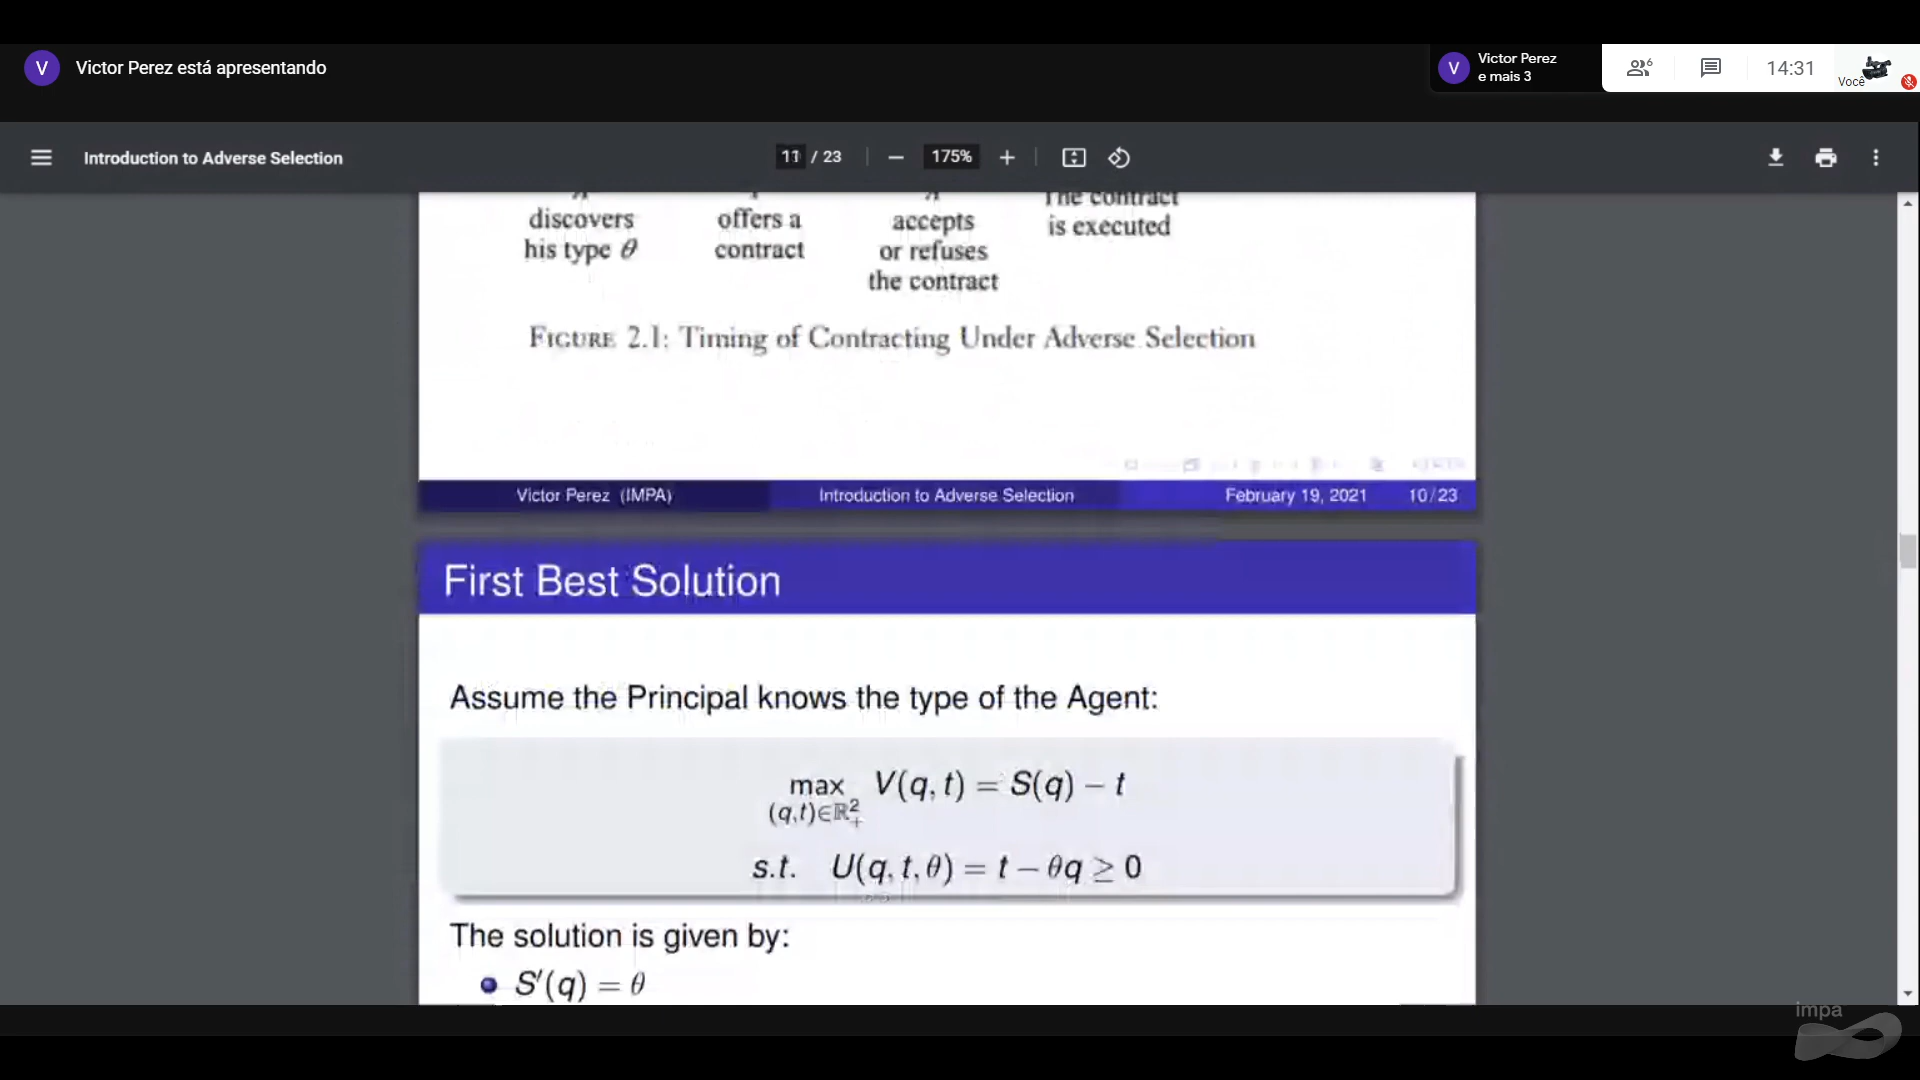 V Victor Perez está apresentando
V Victor Perez
e mais 3
6
14:31
Você
Introduction to Adverse Selection
11 / 23
175%
discovers
his type θ
offers a
contract
accepts
or refuses
the contract
The contract
is executed
FIGURE 2.1: Timing of Contracting Under Adverse Selection
Victor Perez (IMPA) Introduction to Adverse Selection February 19, 2021 10/23
First Best Solution
Assume the Principal knows the type of the Agent:
max V(q, t) = S(q) − t
(q,t)∈ℝ²₊
s.t. U(q, t, θ) = t − θq ≥ 0
The solution is given by:
S′(q) = θ
impa